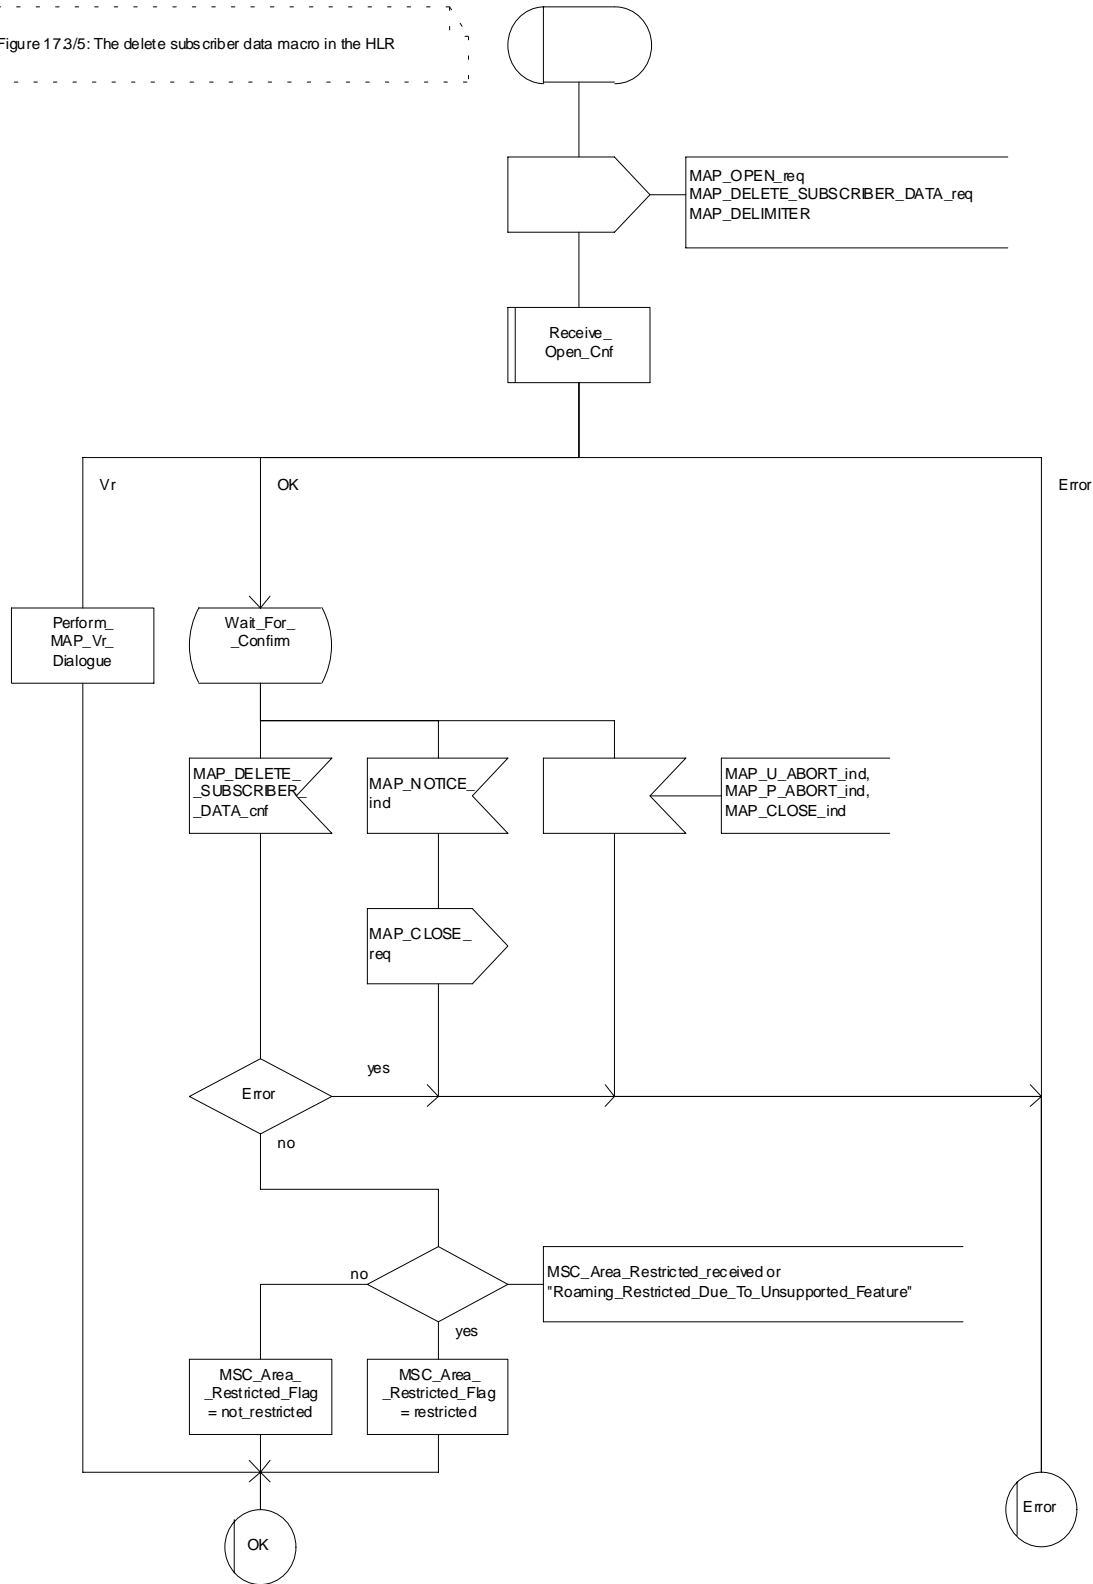 Figure 17.3/5: The delete subscriber data macro in the HLR
MAP_OPEN_req
MAP_DELETE_SUBSCRIBER_DATA_req
MAP_DELIMITER
Receive_
Open_Cnf
Vr
OK
Error
Perform_
MAP_Vr_
Dialogue
Wait_For_
_Confirm
MAP_DELETE_
_SUBSCRIBER_
_DATA_cnf
MAP_NOTICE_
ind
MAP_U_ABORT_ind,
MAP_P_ABORT_ind,
MAP_CLOSE_ind
MAP_CLOSE_
req
Error
yes
no
MSC_Area_Restricted_received or
"Roaming_Restricted_Due_To_Unsupported_Feature"
no
yes
MSC_Area_
_Restricted_Flag
= not_restricted
MSC_Area_
_Restricted_Flag
= restricted
OK
Error